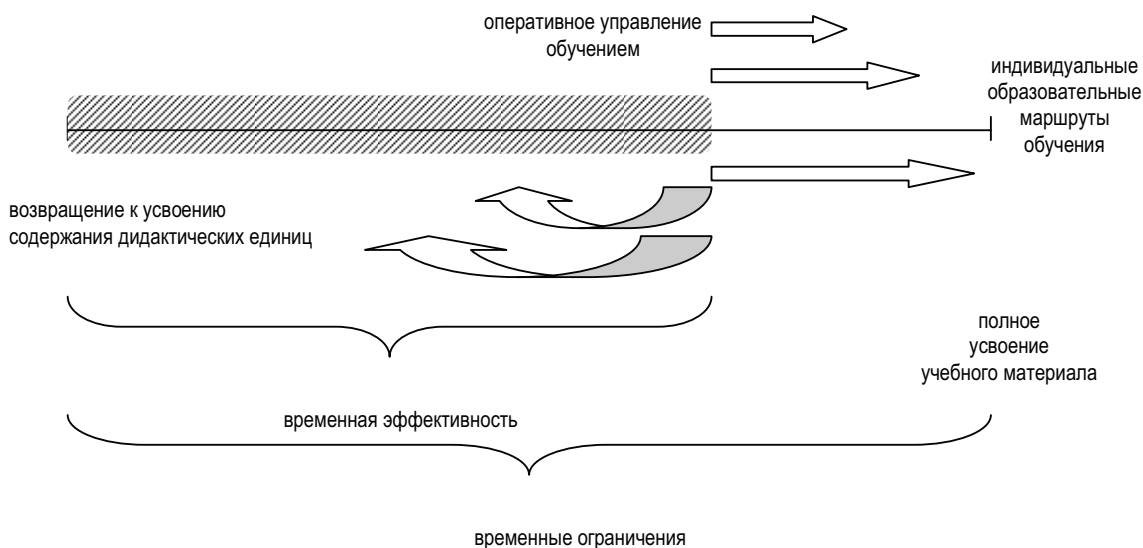 оперативное управление
обучением
индивидуальные
образовательные
маршруты
обучения
возвращение к усвоению
содержания дидактических единиц
полное
усвоение
учебного материала
временная эффективность
временные ограничения